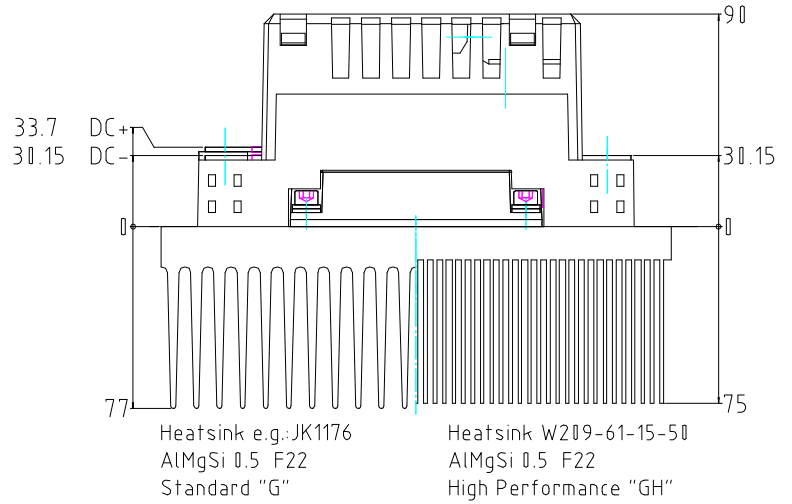 90
33.7 DC+
30.15 DC-
30.15
0
0
77
75
Heatsink e.g.:JK1176
AlMgSi 0.5 F22
Standard "G"
Heatsink W209-61-15-50
AlMgSi 0.5 F22
High Performance "GH"